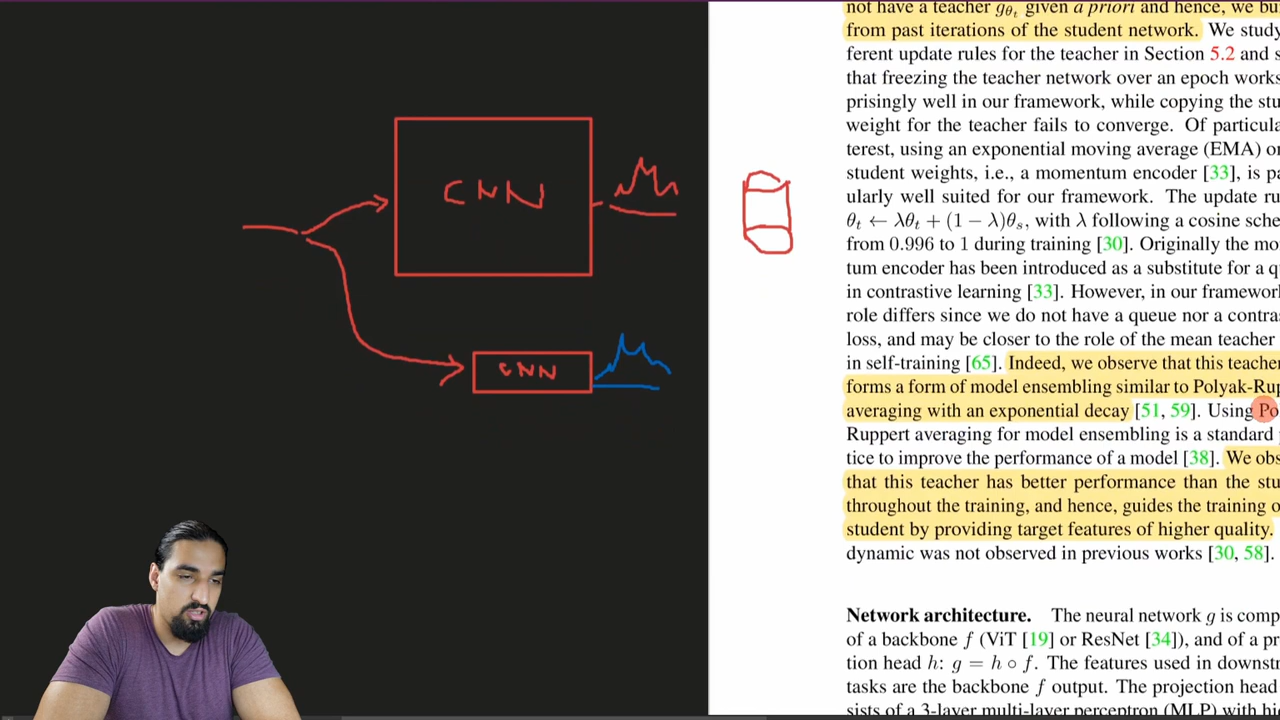 CNN
CNN
not have a teacher gθt given a priori and hence, we bu
from past iterations of the student network. We study
ferent update rules for the teacher in Section 5.2 and s
that freezing the teacher network over an epoch works
prisingly well in our framework, while copying the stu
weight for the teacher fails to converge. Of particula
terest, using an exponential moving average (EMA) or
student weights, i.e., a momentum encoder [33], is pa
ularly well suited for our framework. The update ru
θt ← λθt + (1 − λ)θs, with λ following a cosine sche
from 0.996 to 1 during training [30]. Originally the mo
tum encoder has been introduced as a substitute for a q
in contrastive learning [33]. However, in our framework
role differs since we do not have a queue nor a contra
loss, and may be closer to the role of the mean teacher
in self-training [65]. Indeed, we observe that this teacher
forms a form of model ensembling similar to Polyak-Rup
averaging with an exponential decay [51, 59]. Using Po
Ruppert averaging for model ensembling is a standard
tice to improve the performance of a model [38]. We obs
that this teacher has better performance than the stu
throughout the training, and hence, guides the training o
student by providing target features of higher quality.
dynamic was not observed in previous works [30, 58].
Network architecture. The neural network g is comp
of a backbone f (ViT [19] or ResNet [34]), and of a pr
tion head h: g = h ∘ f. The features used in downstr
tasks are the backbone f output. The projection head
sists of a 3-layer multi-layer perceptron (MLP) with hi